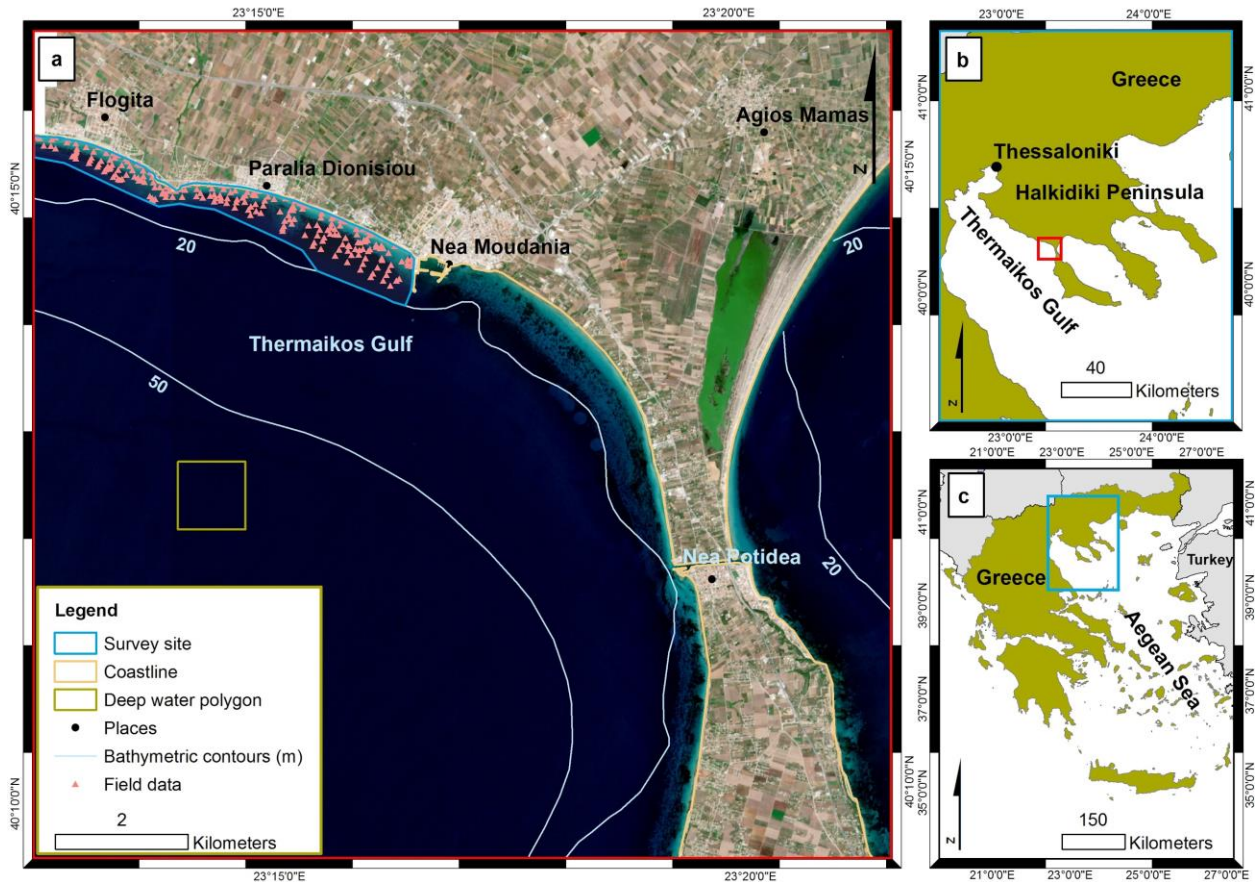 23°15'0"E
23°20'0"E
a
Flogita
Agios Mamas
Z
Paralia Dionisiou
40°15'0"N
40°15'0"N
20
20
Nea Moudania
Thermaikos Gulf
50
Nea Potidea
20
Legend
Survey site
Coastline
Deep water polygon
Places
Bathymetric contours (m)
Field data
2
Kilometers
40°10'0"N
40°10'0"N
23°15'0"E
23°20'0"E
23°0'0"E
24°0'0"E
b
Greece
41°0'0"N
41°0'0"N
Thessaloniki
Halkidiki Peninsula
Thermaikos Gulf
40°0'0"N
40°0'0"N
40
Kilometers
Z
23°0'0"E
24°0'0"E
21°0'0"E
23°0'0"E
25°0'0"E
27°0'0"E
c
41°0'0"N
41°0'0"N
Turkey
Greece
39°0'0"N
39°0'0"N
Aegean Sea
37°0'0"N
37°0'0"N
35°0'0"N
35°0'0"N
150
Kilometers
Z
21°0'0"E
23°0'0"E
25°0'0"E
27°0'0"E